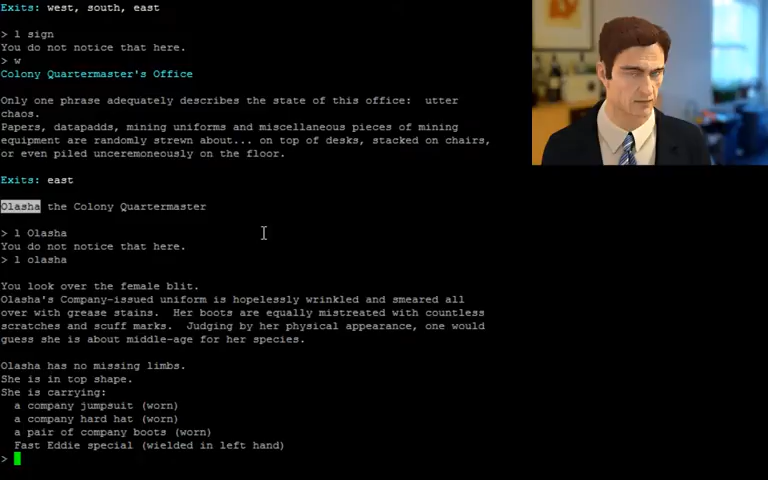 Exits: west, south, east
> l sign
You do not notice that here.
> w
Colony Quartermaster's Office
Only one phrase adequately describes the state of this office:  utter
chaos.
Papers, datapadds, mining uniforms and miscellaneous pieces of mining
equipment are randomly strewn about... on top of desks, stacked on chairs,
or even piled unceremoneously on the floor.
Exits: east
Olasha the Colony Quartermaster
> l Olasha
You do not notice that here.
> l olasha
You look over the female blit.
Olasha's Company-issued uniform is hopelessly wrinkled and smeared all
over with grease stains.  Her boots are equally mistreated with countless
scratches and scuff marks.  Judging by her physical appearance, one would
guess she is about middle-age for her species.
Olasha has no missing limbs.
She is in top shape.
She is carrying:
a company jumpsuit (worn)
a company hard hat (worn)
a pair of company boots (worn)
Fast Eddie special (wielded in left hand)
>